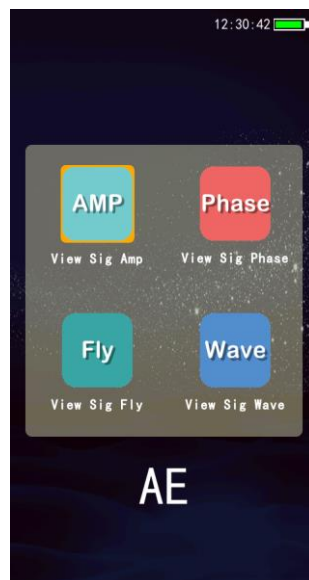 12:30:42
AMP Phase
View Sig Amp View Sig Phase
Fly Wave
View Sig Fly View Sig Wave
AE